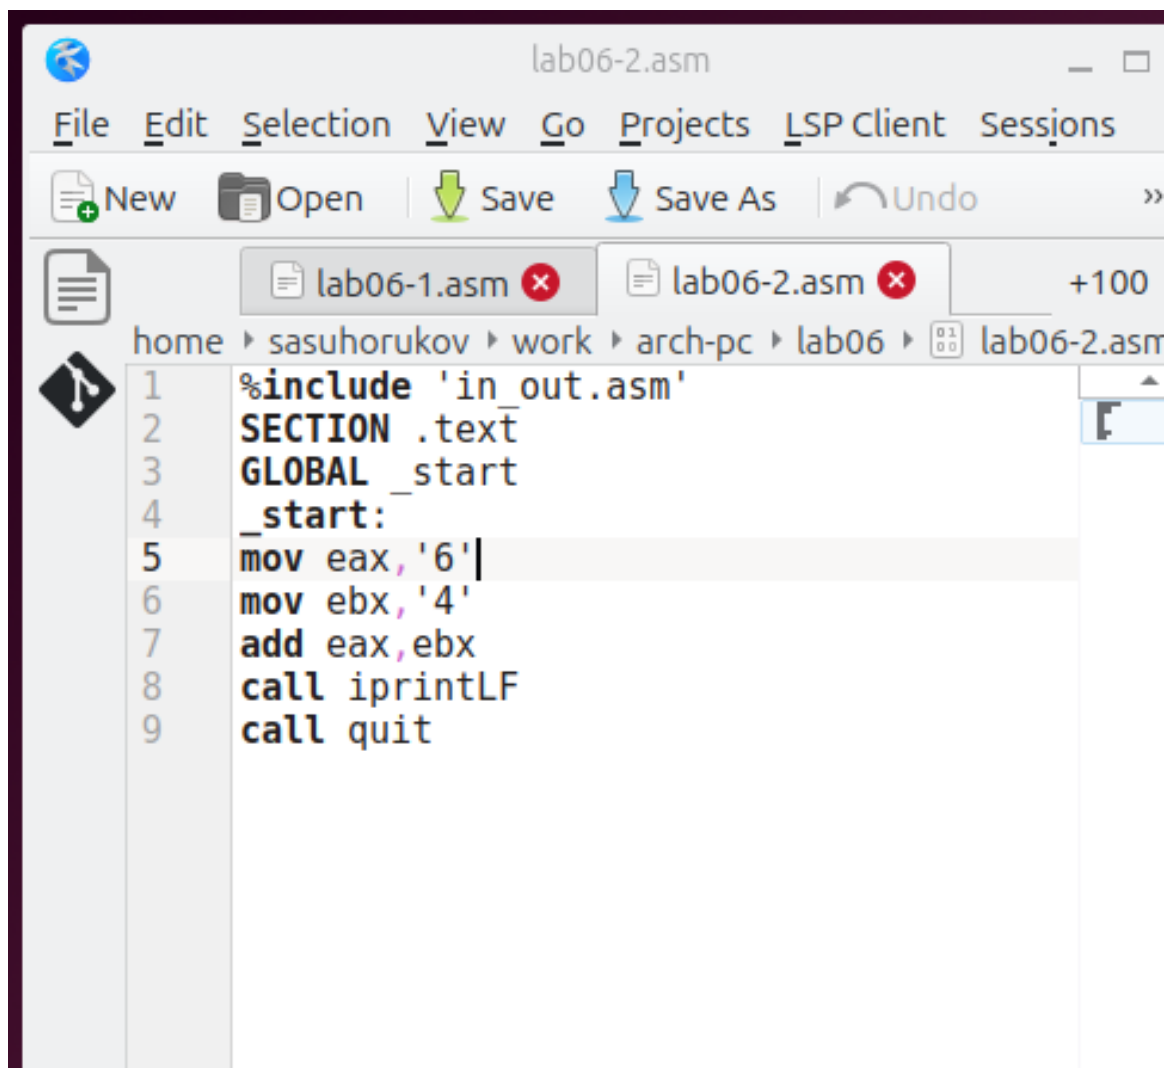 lab06-2.asm
File Edit Selection View Go Projects LSP Client Sessions
New Open Save Save As Undo »
lab06-1.asm lab06-2.asm +100
home sasuhorukov work arch-pc lab06 lab06-2.asm
1 %include 'in_out.asm'
2 SECTION .text
3 GLOBAL _start
4 _start:
5 mov eax,'6'
6 mov ebx,'4'
7 add eax,ebx
8 call iprintLF
9 call quit